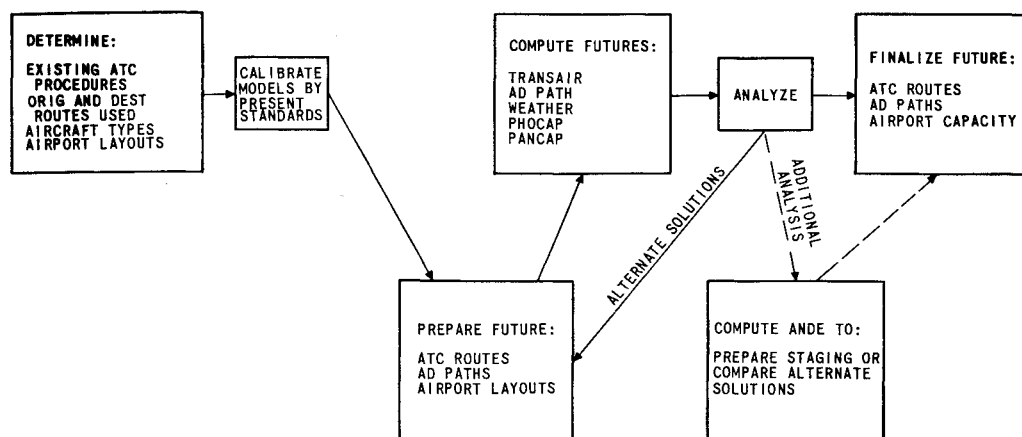 DETERMINE:
EXISTING ATC
PROCEDURES
ORIG AND DEST
ROUTES USED
AIRCRAFT TYPES
AIRPORT LAYOUTS
CALIBRATE
MODELS BY
PRESENT
STANDARDS
COMPUTE FUTURES:
TRANSAIR
AD PATH
WEATHER
PHOCAP
PANCAP
ANALYZE
FINALIZE FUTURE:
ATC ROUTES
AD PATHS
AIRPORT CAPACITY
ALTERNATE SOLUTIONS
ADDITIONAL
ANALYSIS
PREPARE FUTURE:
ATC ROUTES
AD PATHS
AIRPORT LAYOUTS
COMPUTE ANDE TO:
PREPARE STAGING OR
COMPARE ALTERNATE
SOLUTIONS